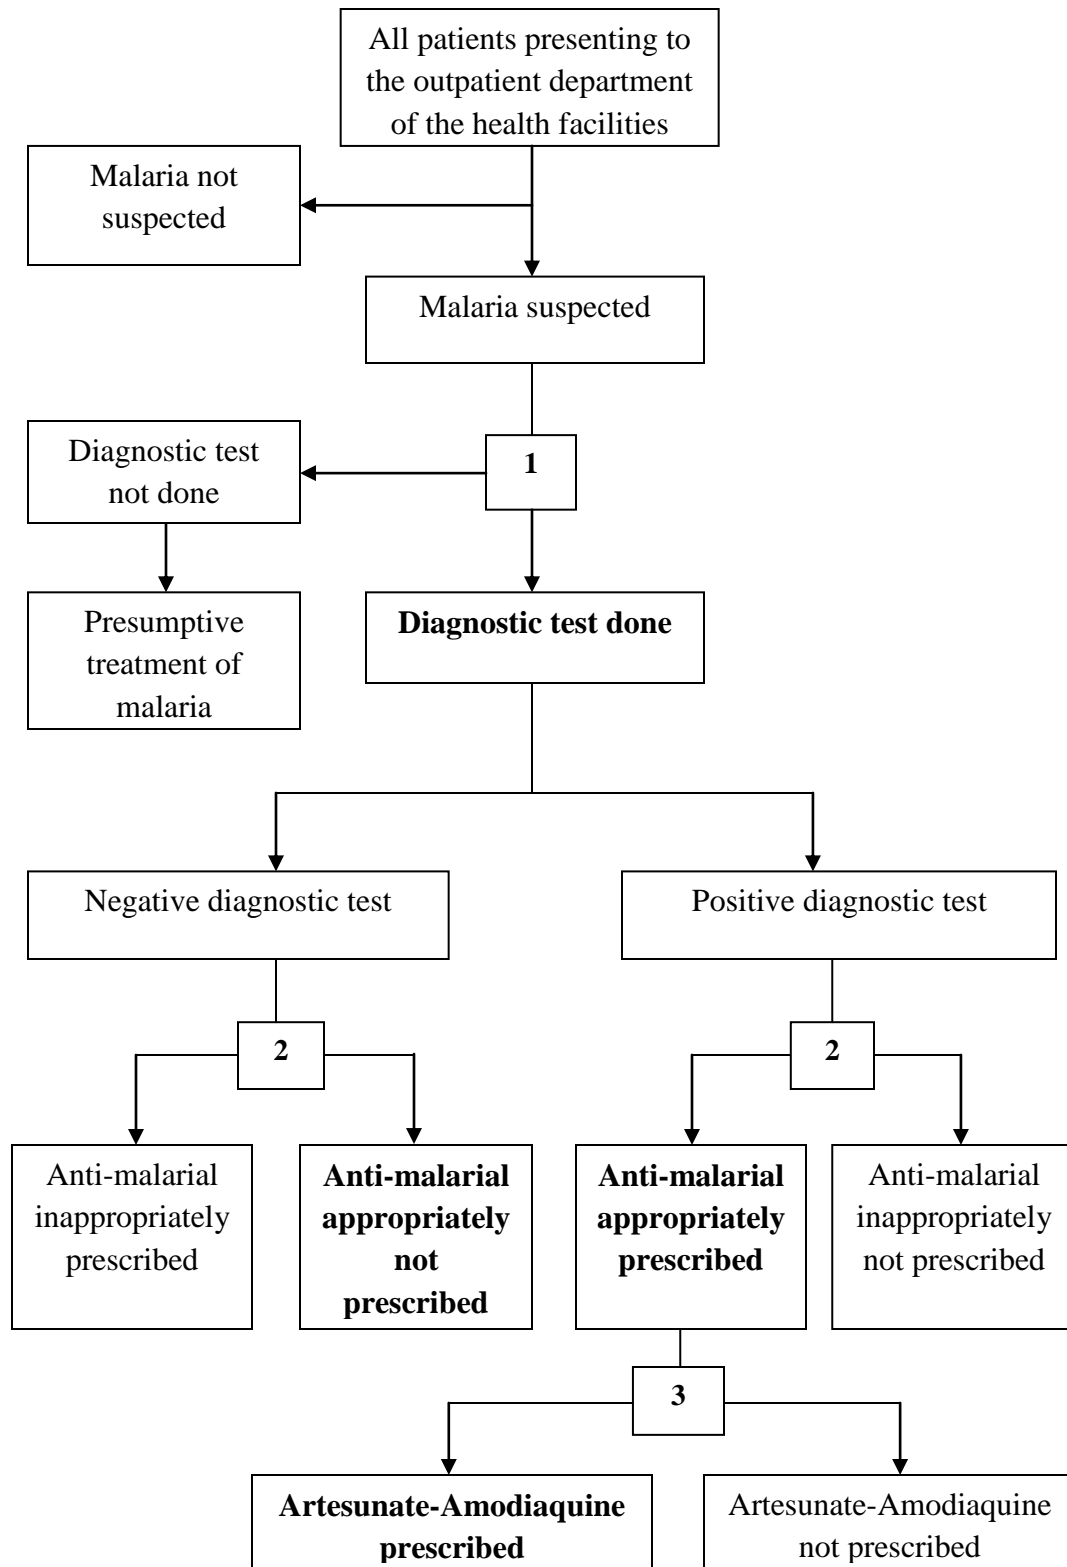 All patients presenting to
the outpatient department
of the health facilities
Malaria not
suspected
Malaria suspected
Diagnostic test
not done
1
Presumptive
treatment of
malaria
Diagnostic test done
Negative diagnostic test
Positive diagnostic test
2
2
Anti-malarial
inappropriately
prescribed
Anti-malarial
appropriately
not
prescribed
Anti-malarial
appropriately
prescribed
Anti-malarial
inappropriately
not prescribed
3
Artesunate-Amodiaquine
prescribed
Artesunate-Amodiaquine
not prescribed